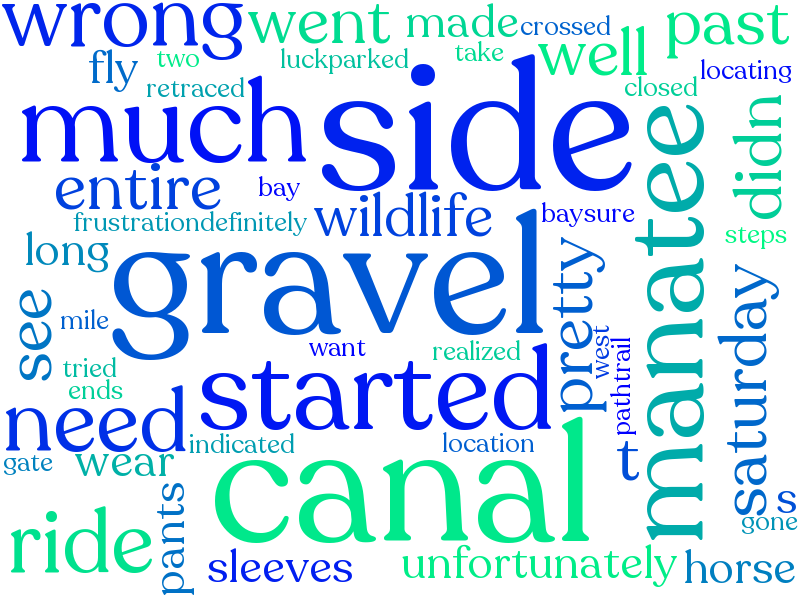 wrong
went
made
crossed
past
fly
two
luckparked
take
well
locating
retraced
closed
much
side
manatee
didn
entire
bay
wildlife
baysure
frustrationdefinitely
steps
long
gravel
pretty
see
mile
west
saturday
want
realized
pathtrail
tried
ends
started
need
indicated
location
t
gate
wear
canal
s
gone
ride
pants
sleeves
unfortunately
horse